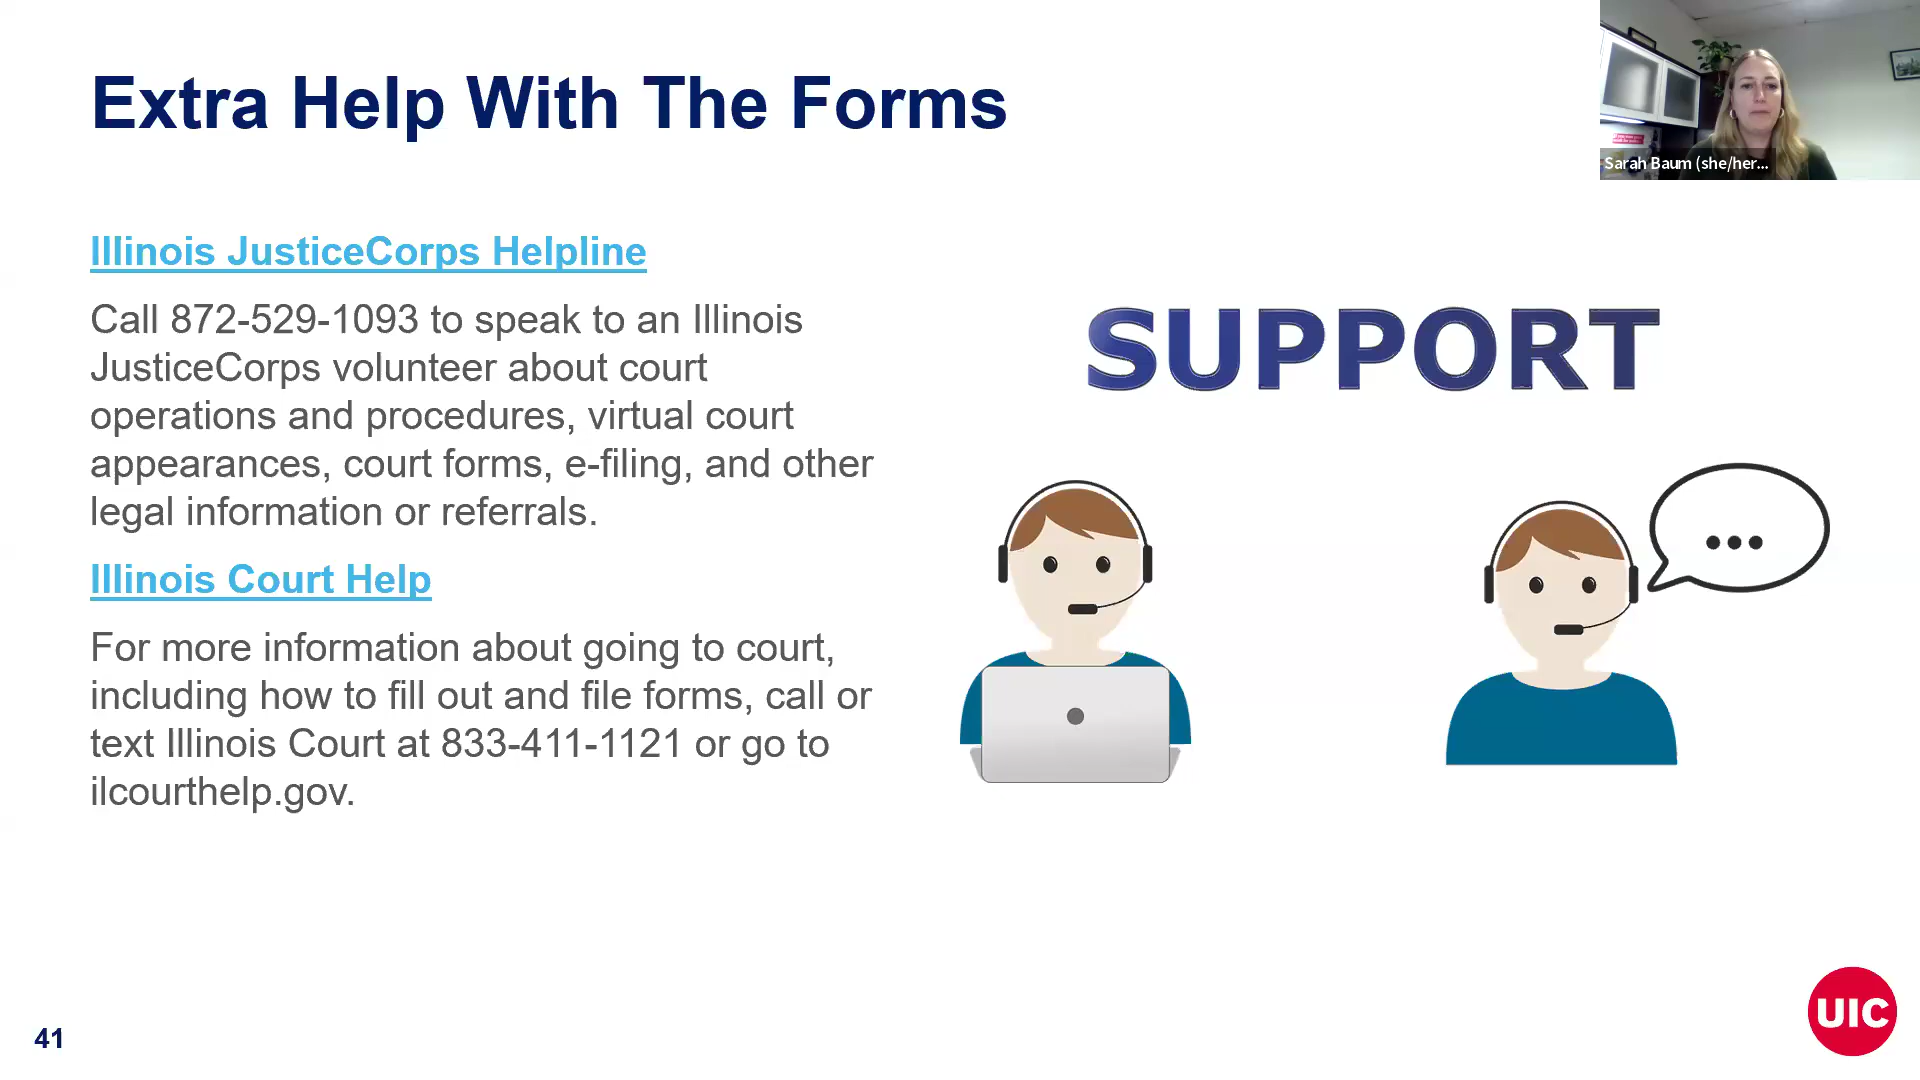 Extra Help With The Forms
Sarah Baum (she/her...
Illinois JusticeCorps Helpline
Call 872-529-1093 to speak to an Illinois
JusticeCorps volunteer about court
operations and procedures, virtual court
appearances, court forms, e-filing, and other
legal information or referrals.
Illinois Court Help
For more information about going to court,
including how to fill out and file forms, call or
text Illinois Court at 833-411-1121 or go to
ilcourthelp.gov.
SUPPORT
41
UIC